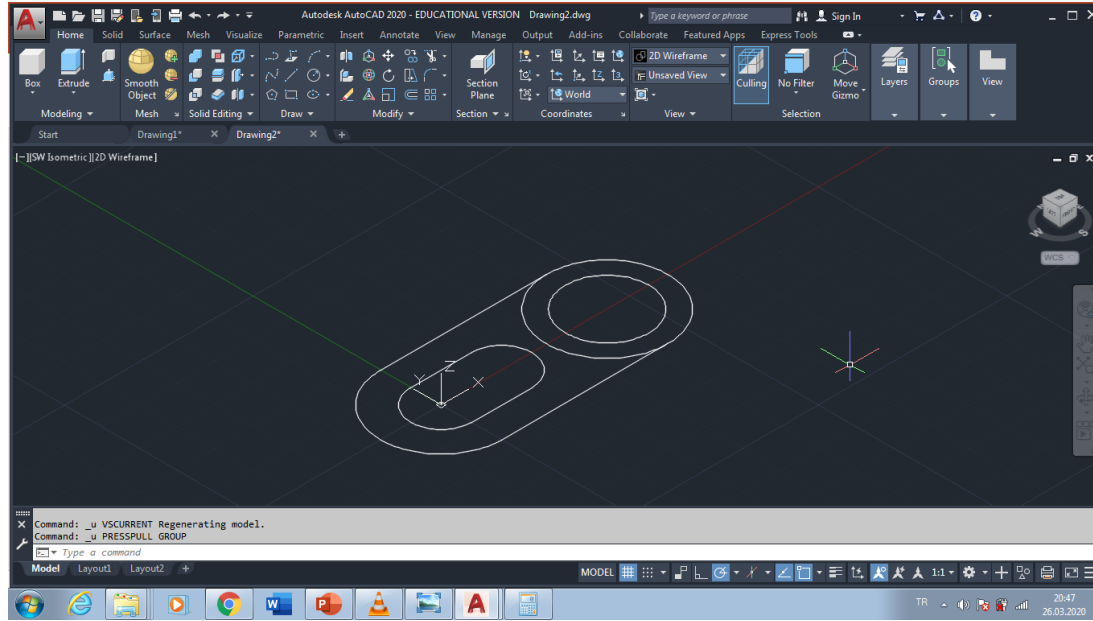 Autodesk AutoCAD 2020 - EDUCATIONAL VERSION Drawing2.dwg Type a keyword or phrase Sign In
Home Solid Surface Mesh Visualize Parametric Insert Annotate View Manage Output Add-ins Collaborate Featured Apps Express Tools
Box Extrude Smooth Object Section Plane 2D Wireframe Unsaved View World Culling No Filter Move Gizmo Layers Groups View
Modeling Mesh Solid Editing Draw Modify Section Coordinates View Selection
Start Drawing1* Drawing2*
[−][SW Isometric][2D Wireframe]
WCS
Z
Y X
Command: _u VSCURRENT Regenerating model.
Command: _u PRESSPULL GROUP
Type a command
Model Layout1 Layout2 + MODEL 1:1
TR 20:47
26.03.2020